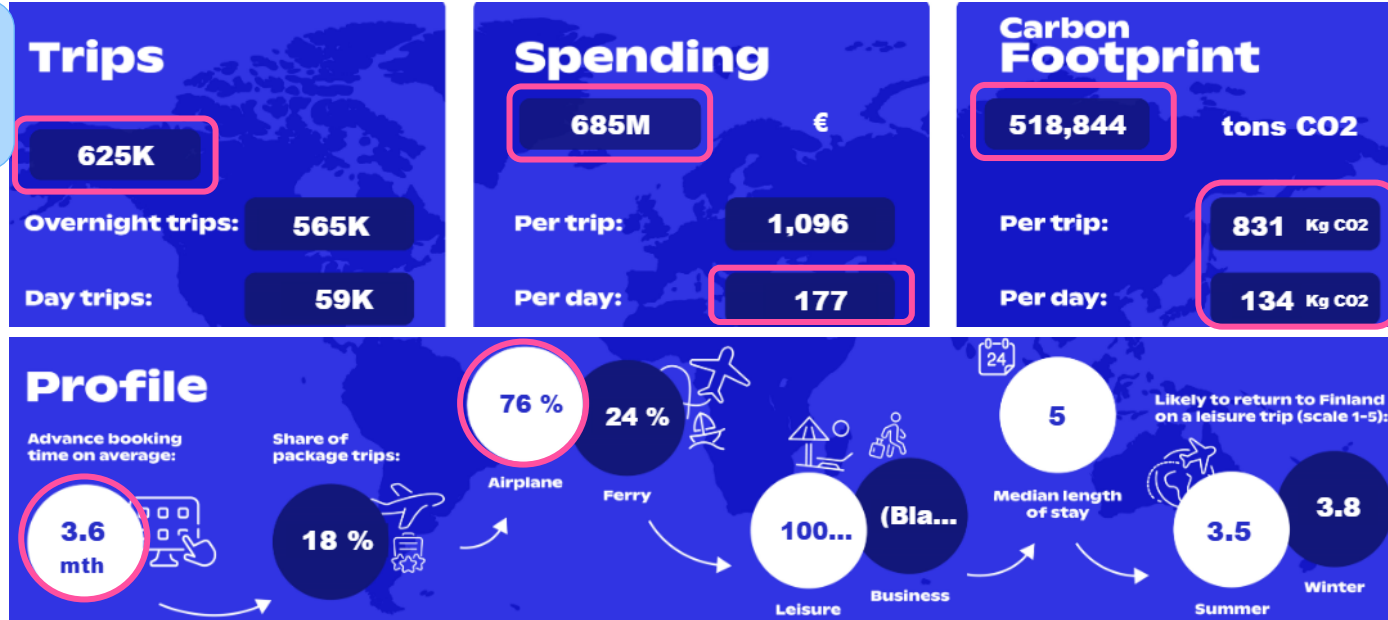 Trips
625K
Overnight trips: 565K
Day trips: 59K
Spending
685M €
Per trip: 1,096
Per day: 177
Carbon
Footprint
518,844 tons CO2
Per trip: 831 Kg CO2
Per day: 134 Kg CO2
Profile
Advance booking
time on average:
3.6
mth
Share of
package trips:
18 %
76 %
Airplane
24 %
Ferry
100...
Leisure
(Bla...
Business
24
5
Median length
of stay
Likely to return to Finland
on a leisure trip (scale 1-5):
3.5
Summer
3.8
Winter